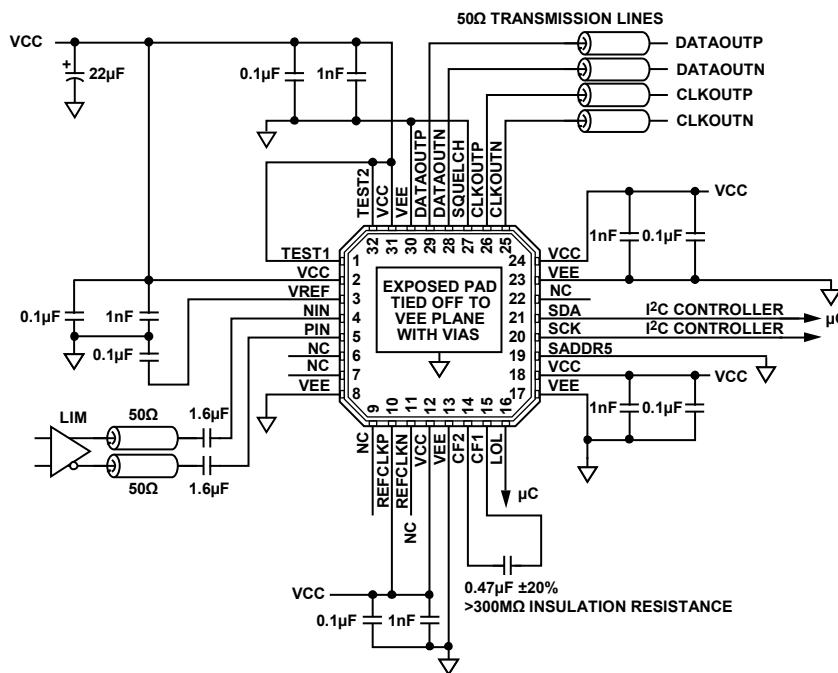 50Ω TRANSMISSION LINES
VCC
DATAOUTP
DATAOUTN
CLKOUTP
CLKOUTN
+
22µF
0.1µF
1nF
TEST2
VCC
VEE
DATAOUTP
DATAOUTN
SQUELCH
CLKOUTP
CLKOUTN
32
31
30
29
28
27
26
25
TEST1
VCC
VREF
NIN
PIN
NC
NC
VEE
1
2
3
4
5
6
7
8
EXPOSED PAD
TIED OFF TO
VEE PLANE
WITH VIAS
24
23
22
21
20
19
18
17
VCC
VEE
NC
SDA
SCK
SADDR5
VCC
VEE
VCC
1nF
0.1µF
I2C CONTROLLER
I2C CONTROLLER
µC
VCC
1nF
0.1µF
0.1µF
1nF
0.1µF
LIM
50Ω
1.6µF
50Ω
1.6µF
9
10
11
12
13
14
15
16
NC
REFCLKP
REFCLKN
VCC
VEE
CF2
CF1
LOL
NC
µC
VCC
0.1µF
1nF
0.47µF ±20%
>300MΩ INSULATION RESISTANCE